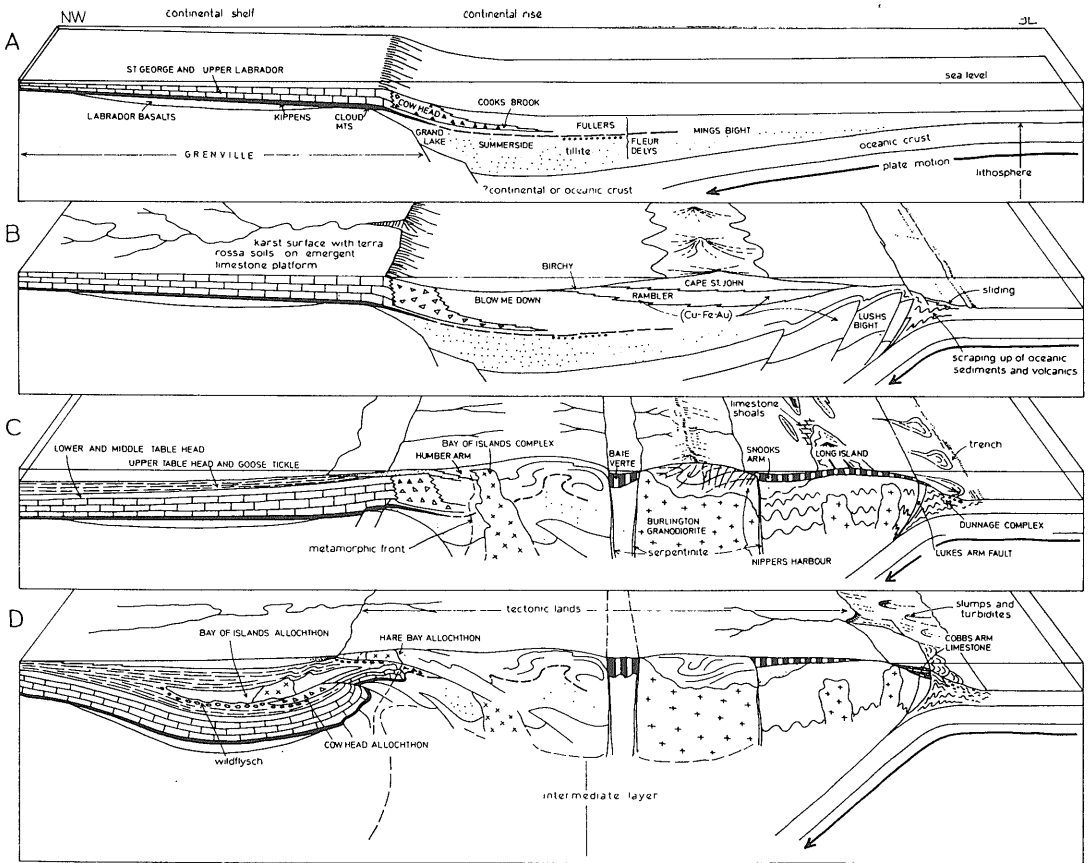 NW
continental shelf
continental rise
A
ST GEORGE AND UPPER LABRADOR
sea level
COW HEAD
COOKS BROOK
LABRADOR BASALTS
KIPPENS
CLOUD
MTS
GRAND
LAKE
SUMMERSIDE
FULLERS
tillite
FLEUR
DE LYS
MINGS BIGHT
oceanic crust
plate motion
lithosphere
GRENVILLE
?continental or oceanic crust
B
karst surface with terra
rossa soils on emergent
limestone platform
BIRCHY
BLOW ME DOWN
CAPE ST. JOHN
RAMBLER
(Cu-Fe-Au)
LUSHS
BIGHT
sliding
scraping up of oceanic
sediments and volcanics
C
LOWER AND MIDDLE TABLE HEAD
UPPER TABLE HEAD AND GOOSE TICKLE
BAY OF ISLANDS COMPLEX
HUMBER ARM
BAIE
VERTE
limestone
shoals
SNOOKS
ARM
LONG ISLAND
trench
metamorphic front
BURLINGTON
GRANODIORITE
serpentinite
NIPPERS HARBOUR
DUNNAGE COMPLEX
LUKES ARM FAULT
D
tectonic lands
slumps and
turbidites
BAY OF ISLANDS ALLOCHTHON
HARE BAY ALLOCHTHON
COBBS ARM
LIMESTONE
COW HEAD ALLOCHTHON
wildflysch
intermediate layer